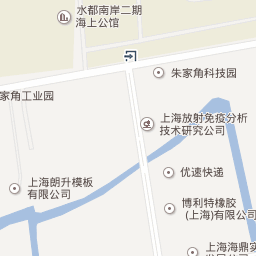 水都南岸二期
海上公馆
朱家角科技园
家角工业园
上海放射免疫分析
技术研究公司
优速快递
上海朗升模板
有限公司
博利特橡胶
(上海)有限公司
上海海鼎实